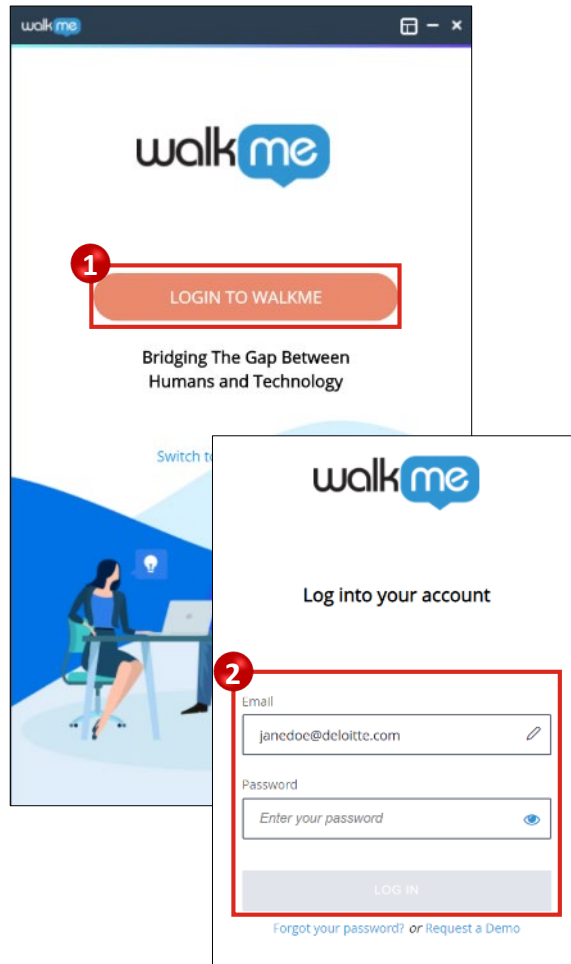 walkme
walkme
1
LOGIN TO WALKME
Bridging The Gap Between
Humans and Technology
Switch
walkme
Log into your account
2
Email
janedoe@deloitte.com
Password
Enter your password
LOG IN
Forgot your password? or Request a Demo